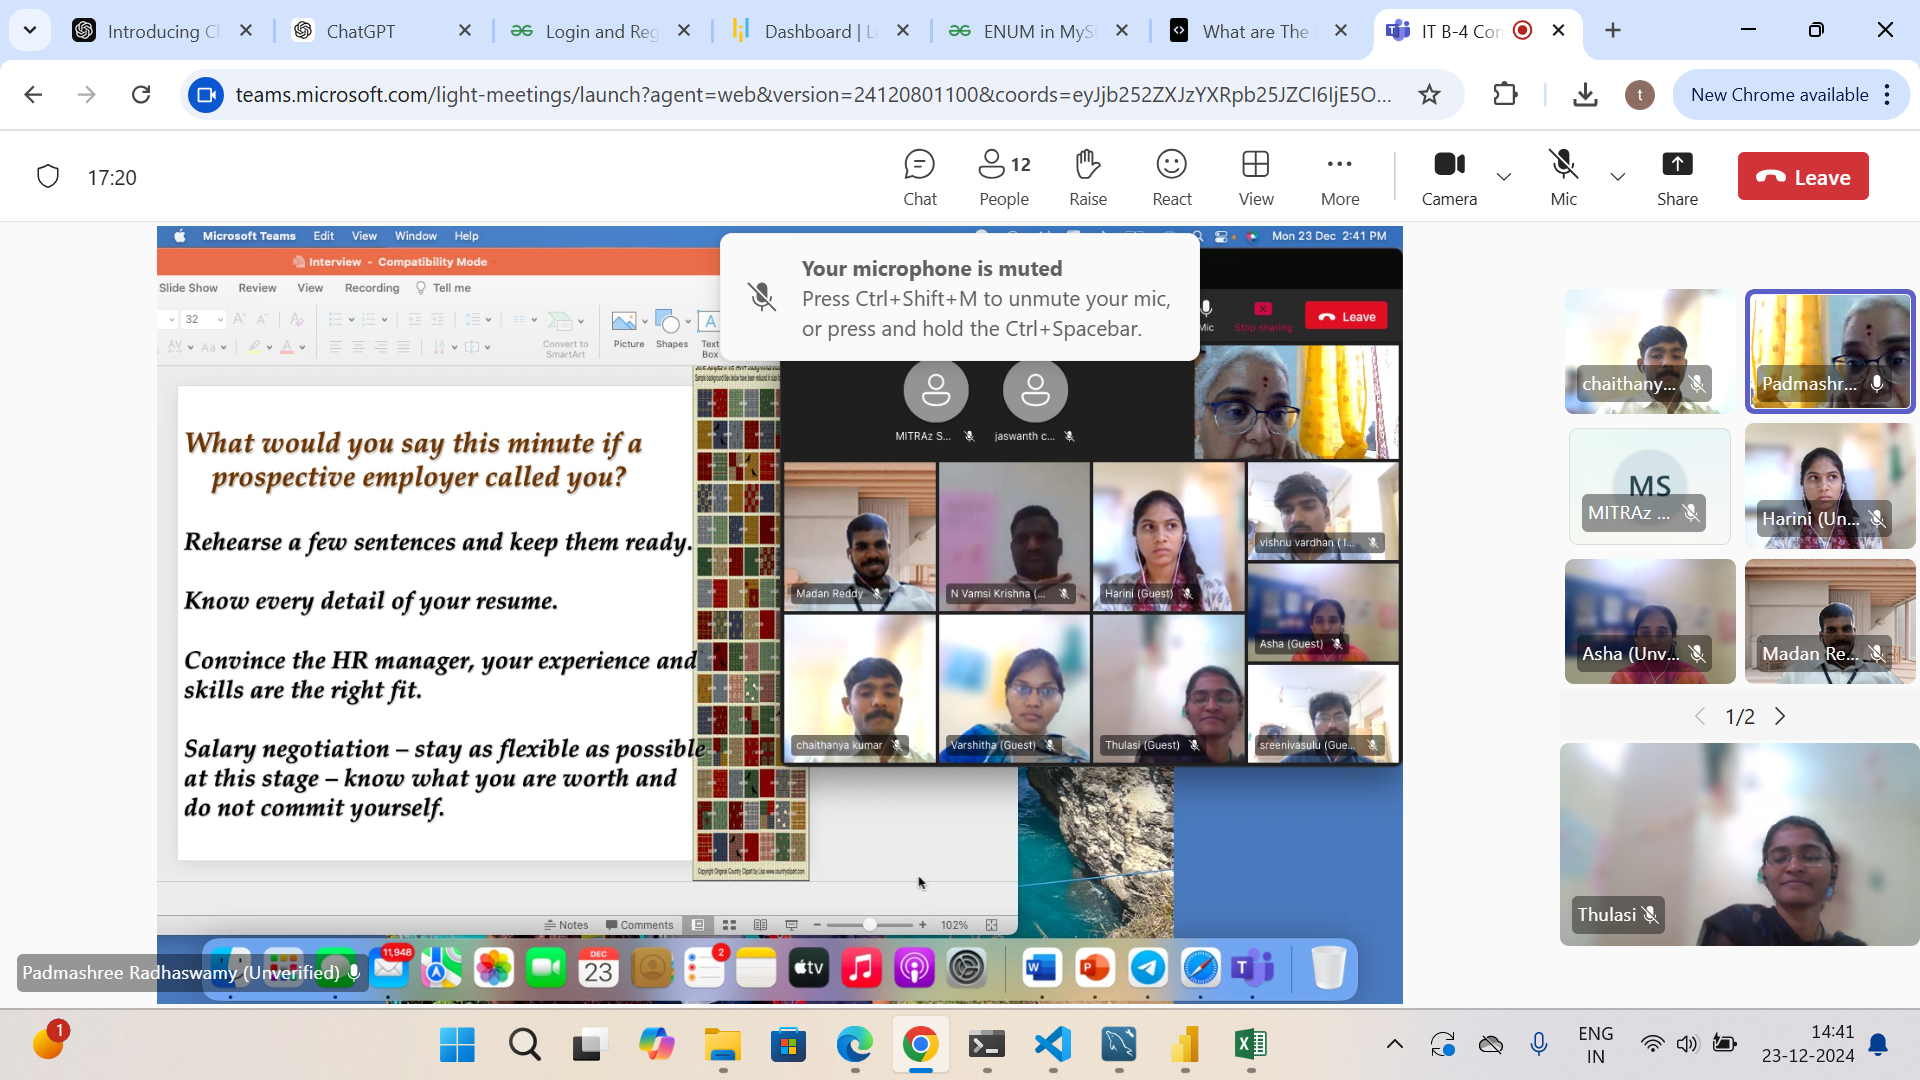 Introducing Ch
ChatGPT
Login and Reg
Dashboard | Le
ENUM in MyS
What are The
IT B-4 Con
teams.microsoft.com/light-meetings/launch?agent=web&version=24120801100&coords=eyJjb252ZXJzYXRpb25JZCI6IjE5O...
t
New Chrome available
17:20
Chat
12
People
Raise
React
View
More
Camera
Mic
Share
Leave
Microsoft Teams Edit View Window Help
Mon 23 Dec 2:41 PM
Interview - Compatibility Mode
Slide Show Review View Recording Tell me
32
Convert to
SmartArt
Picture
Shapes
Text
Box
Your microphone is muted
Press Ctrl+Shift+M to unmute your mic,
or press and hold the Ctrl+Spacebar.
Mic
Stop sharing
Leave
What would you say this minute if a
prospective employer called you?
Rehearse a few sentences and keep them ready.
Know every detail of your resume.
Convince the HR manager, your experience and
skills are the right fit.
Salary negotiation – stay as flexible as possible
at this stage – know what you are worth and
do not commit yourself.
MITRAz S...
jaswanth c...
Madan Reddy
N Vamsi Krishna (...
Harini (Guest)
vishnu vardhan ( I...
Asha (Guest)
chaithanya kumar
Varshitha (Guest)
Thulasi (Guest)
sreenivasulu (Gue...
Notes
Comments
102%
11,948
DEC
23
2
tv
Padmashree Radhaswamy (Unverified)
chaithany...
Padmashr...
MS
MITRAz ...
Harini (Un...
Asha (Unv...
Madan Re...
1/2
Thulasi
1
ENG
IN
14:41
23-12-2024